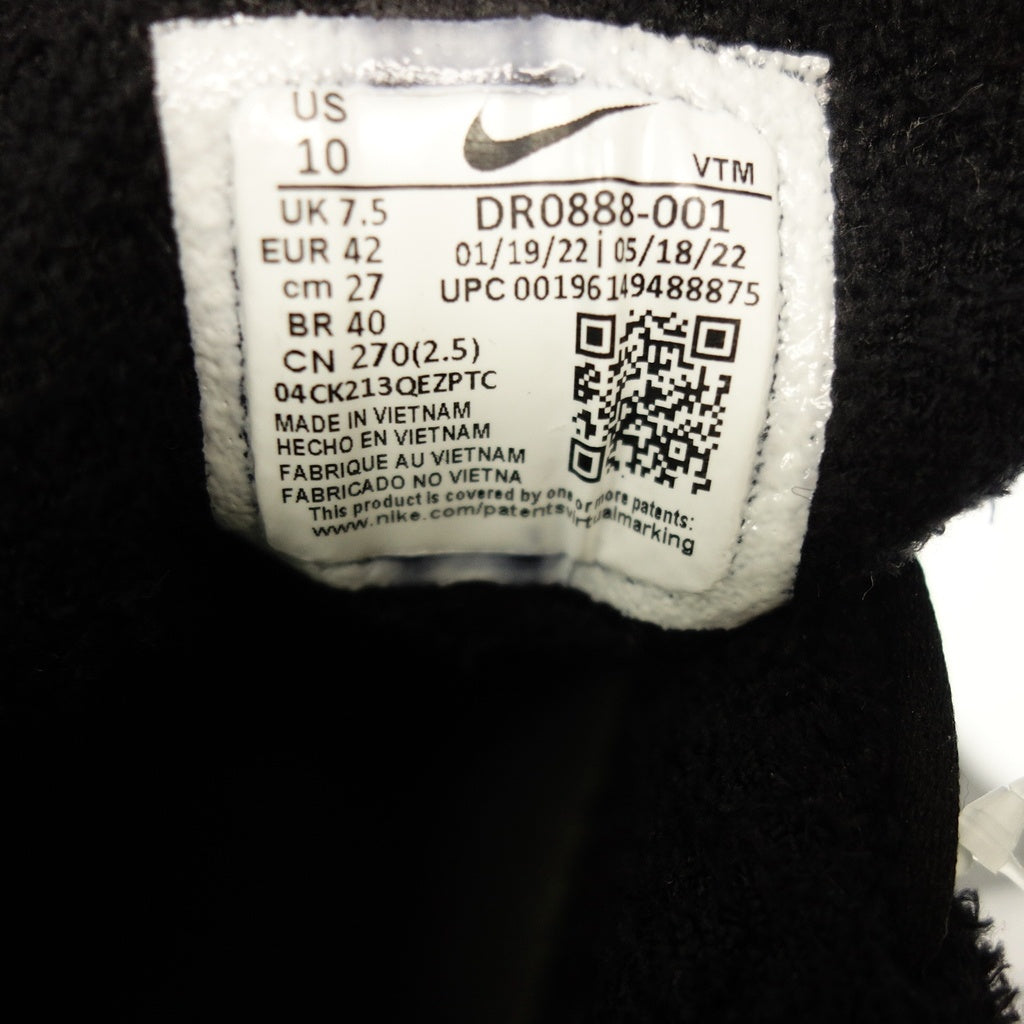 US
10
VTM
UK 7.5
EUR 42
cm 27
BR 40
CN 270(2.5)
DR0888-001
01/19/22 | 05/18/22
UPC 00196149488875
04CK213QEZPTC
MADE IN VIETNAM
HECHO EN VIETNAM
FABRIQUE AU VIETNAM
FABRICADO NO VIETNA
This product is covered by one or more patents:
www.nike.com/patentsvirtualmarking